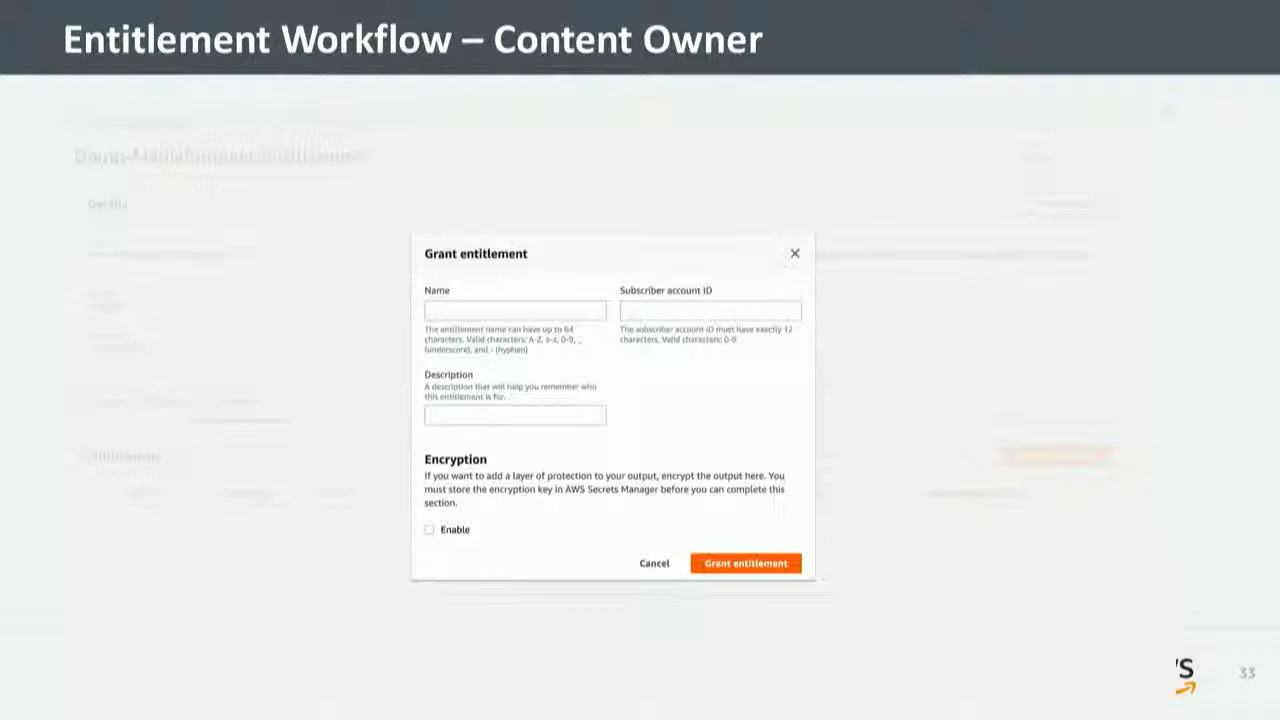 Entitlement Workflow – Content Owner
Details
Grant entitlement
Name
Subscriber account ID
The entitlement name can have up to 64
characters. Valid characters: A-Z, a-z, 0-9, _
(underscore), and - (hyphen)
The subscriber account ID must have exactly 12
characters. Valid characters: 0-9
Description
A description that will help you remember who
this entitlement is for.
Entitlement
Encryption
If you want to add a layer of protection to your output, encrypt the output here. You
must store the encryption key in AWS Secrets Manager before you can complete this
section.
Enable
Cancel
Grant entitlement
33